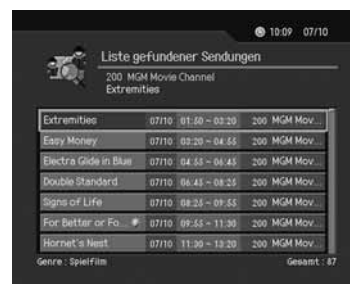 10:09 07/10
Liste gefundener Sendungen
200 MGM Movie Channel
Extremities
Extremities 07/10 01:50 ~ 03:20 200 MGM Mov...
Easy Money 07/10 03:20 ~ 04:55 200 MGM Mov...
Electra Glide in Blue 07/10 04:55 ~ 06:45 200 MGM Mov...
Double Standard 07/10 06:45 ~ 08:25 200 MGM Mov...
Signs of Life 07/10 08:25 ~ 09:55 200 MGM Mov...
For Better or Fo... 07/10 09:55 ~ 11:30 200 MGM Mov...
Hornet's Nest 07/10 11:30 ~ 13:20 200 MGM Mov...
Genre : Spielfilm Gesamt : 87